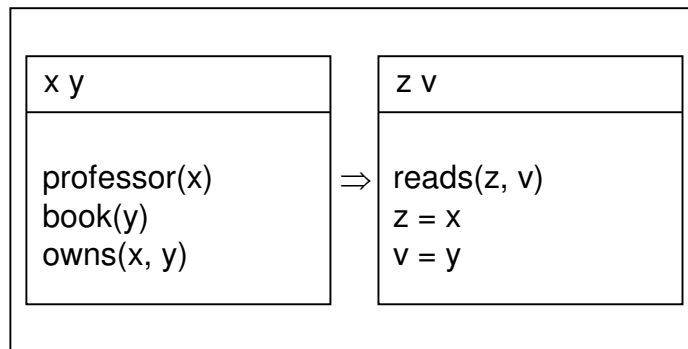 x y
professor(x)
book(y)
owns(x, y)
⇒
z v
reads(z, v)
z = x
v = y